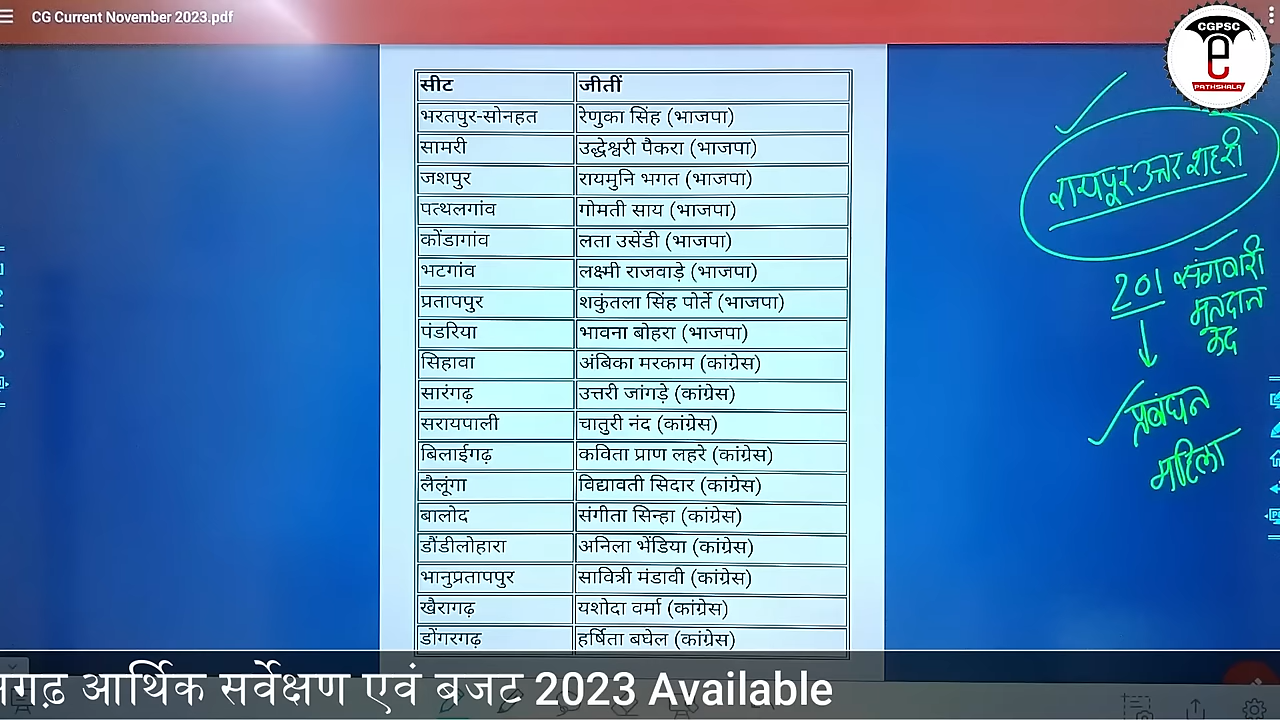 CG Current November 2023.pdf
CGPSC
e
PATHSHALA
सीट जीतीं
भरतपुर-सोनहत रेणुका सिंह (भाजपा)
सामरी उद्धेश्वरी पैकरा (भाजपा)
जशपुर रायमुनि भगत (भाजपा)
पत्थलगांव गोमती साय (भाजपा)
कोंडागांव लता उसेंडी (भाजपा)
भटगांव लक्ष्मी राजवाड़े (भाजपा)
प्रतापपुर शकुंतला सिंह पोर्ते (भाजपा)
पंडरिया भावना बोहरा (भाजपा)
सिहावा अंबिका मरकाम (कांग्रेस)
सारंगढ़ उत्तरी जांगड़े (कांग्रेस)
सरायपाली चातुरी नंद (कांग्रेस)
बिलाईगढ़ कविता प्राण लहरे (कांग्रेस)
लैलूंगा विद्यावती सिदार (कांग्रेस)
बालोद संगीता सिन्हा (कांग्रेस)
डौंडीलोहारा अनिला भेंडिया (कांग्रेस)
भानुप्रतापपुर सावित्री मंडावी (कांग्रेस)
खैरागढ़ यशोदा वर्मा (कांग्रेस)
डोंगरगढ़ हर्षिता बघेल (कांग्रेस)
रायपुर उत्तर शहरी
201 संगवारी
मतदान
केंद्र
प्रबंधन
महिला
गढ़ आर्थिक सर्वेक्षण एवं बजट 2023 Available